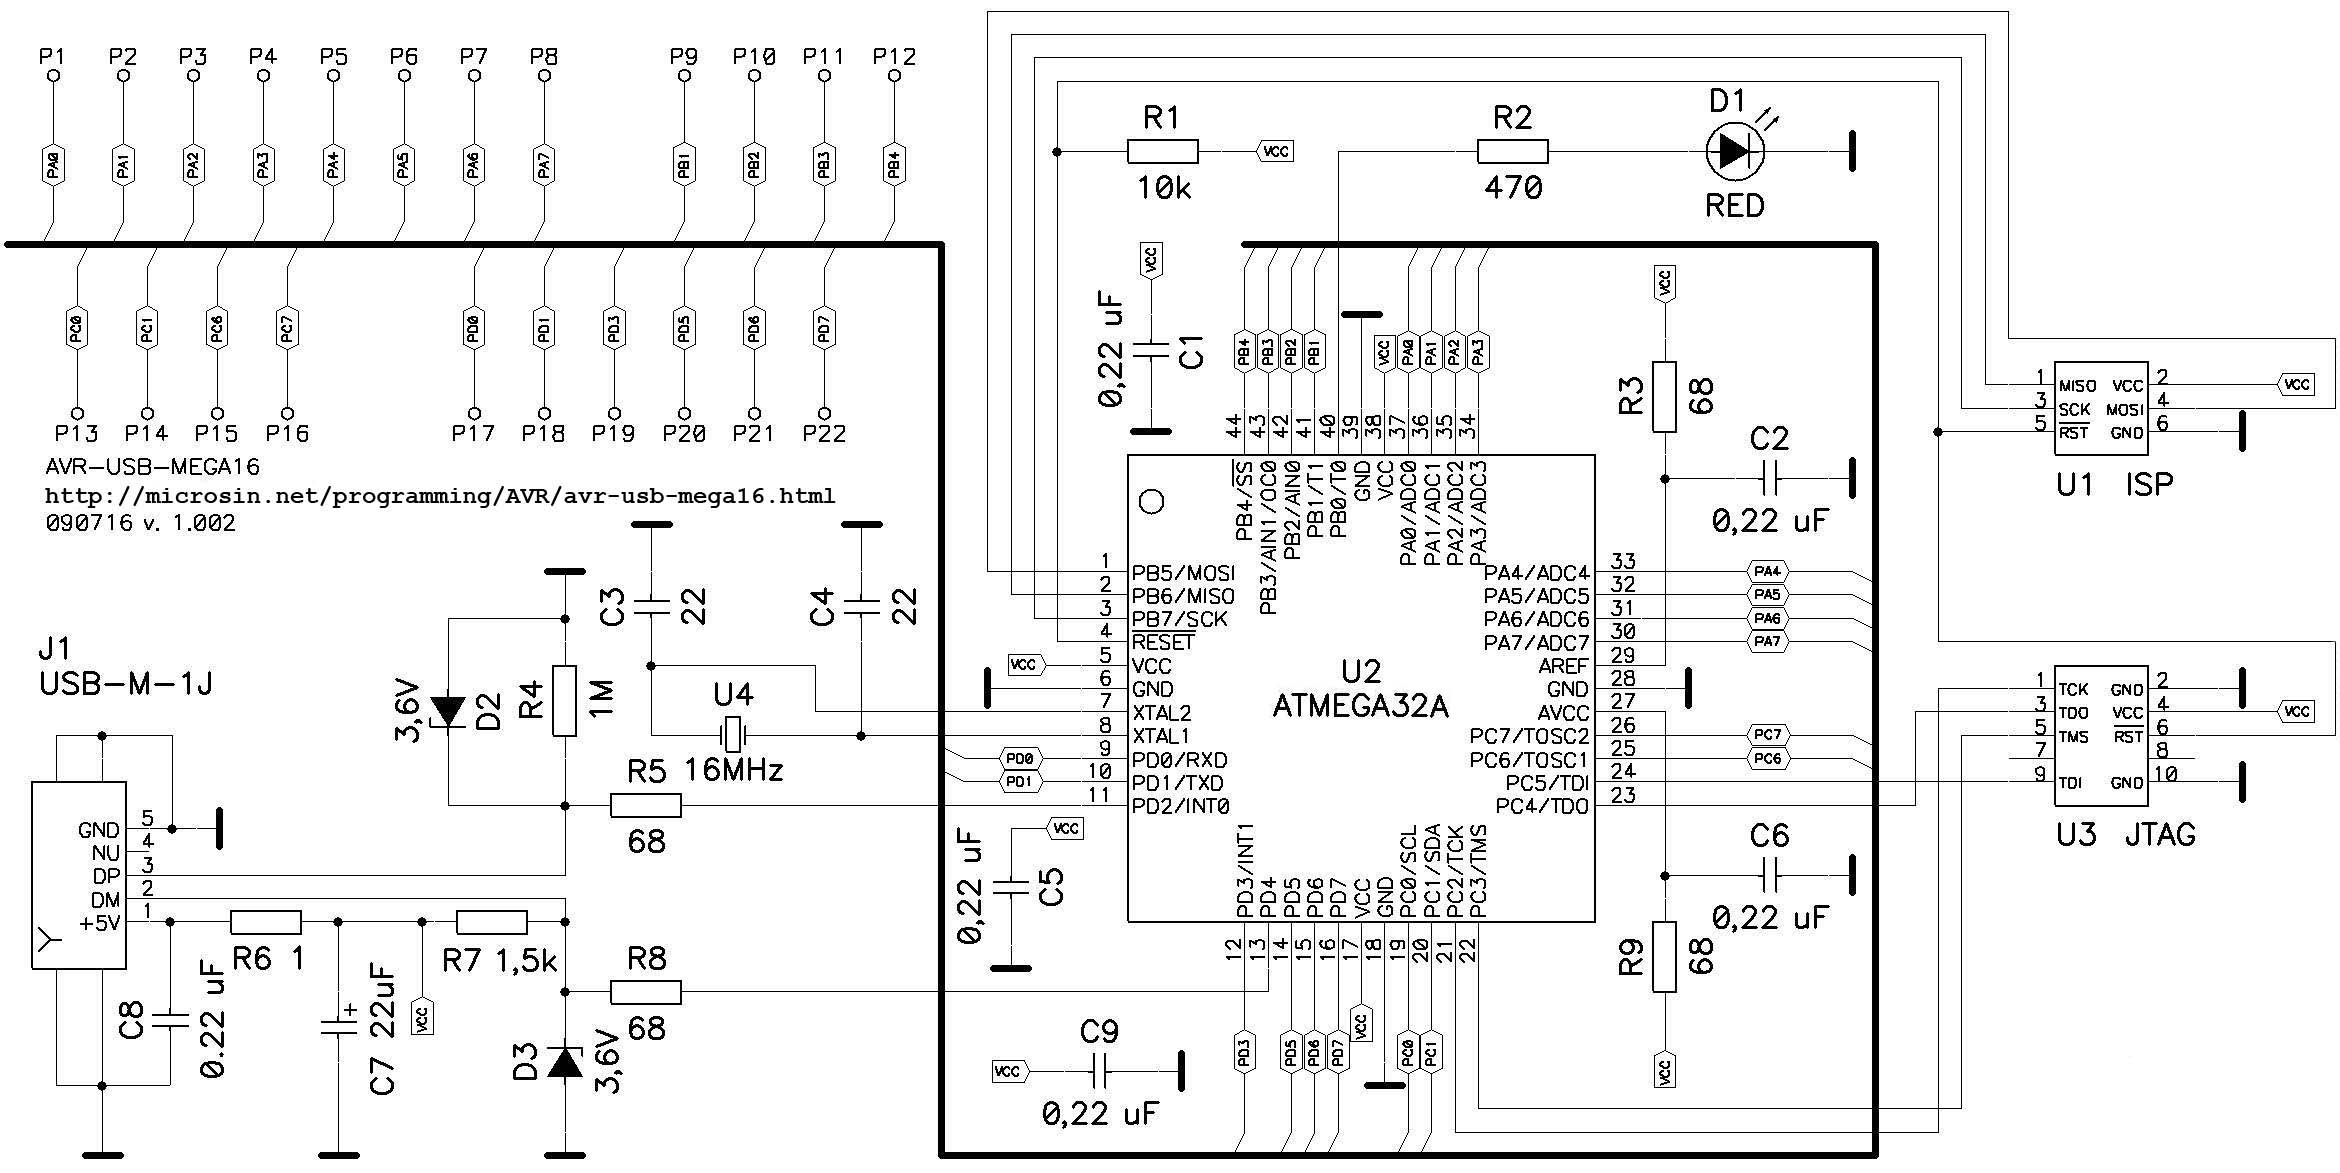 P1 P2 P3 P4 P5 P6 P7 P8 P9 P10 P11 P12
PA0 PA1 PA2 PA3 PA4 PA5 PA6 PA7 PB1 PB2 PB3 PB4
PC0 PC1 PC6 PC7 PD0 PD1 PD3 PD5 PD6 PD7
P13 P14 P15 P16 P17 P18 P19 P20 P21 P22
AVR-USB-MEGA16
http://microsin.net/programming/AVR/avr-usb-mega16.html
090716 v. 1.002
R1
10k
VCC
R2
470
D1
RED
VCC
0,22 uF
C1
PB4 PB3 PB2 PB1 VCC PA0 PA1 PA2 PA3
44 43 42 41 40 39 38 37 36 35 34
PB4/SS
PB3/AIN1/OC0
PB2/AIN0
PB1/T1
PB0/T0
GND
VCC
PA0/ADC0
PA1/ADC1
PA2/ADC2
PA3/ADC3
VCC
R3
68
C2
0,22 uF
1 MISO VCC 2 VCC
3 SCK MOSI 4
5 RST GND 6
U1 ISP
C3
22
C4
22
U4
16MHz
1 PB5/MOSI
2 PB6/MISO
3 PB7/SCK
4 RESET
VCC 5 VCC
6 GND
7 XTAL2
8 XTAL1
PD0 9 PD0/RXD
PD1 10 PD1/TXD
11 PD2/INT0
U2
ATMEGA32A
PA4/ADC4 33 PA4
PA5/ADC5 32 PA5
PA6/ADC6 31 PA6
PA7/ADC7 30 PA7
AREF 29
GND 28
AVCC 27
PC7/TOSC2 26 PC7
PC6/TOSC1 25 PC6
PC5/TDI 24
PC4/TDO 23
1 TCK GND 2
3 TDO VCC 4 VCC
5 TMS RST 6
7 8
9 TDI GND 10
U3 JTAG
J1
USB-M-1J
3,6V
D2
R4
1M
R5
68
GND 5
NU 4
DP 3
DM 2
+5V 1
R6 1
R7 1,5k
C8
0.22 uF
+
C7 22uF
VCC
R8
68
D3
3,6V
VCC
0,22 uF
C5
PD3/INT1
PD4
PD5
PD6
PD7
VCC
GND
PC0/SCL
PC1/SDA
PC2/TCK
PC3/TMS
12 13 14 15 16 17 18 19 20 21 22
PD3 PD5 PD6 PD7 VCC PC0 PC1
C9
VCC
0,22 uF
C6
0,22 uF
R9
68
VCC